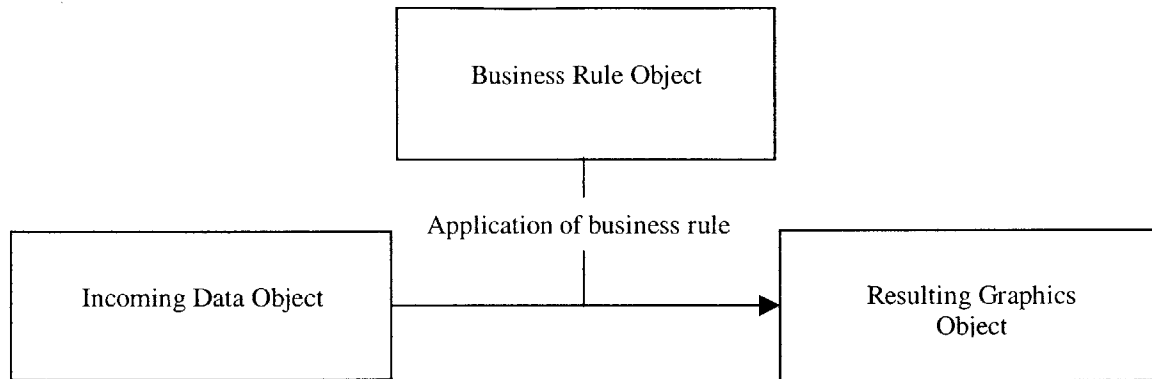 Business Rule Object
Application of business rule
Incoming Data Object
Resulting Graphics
Object